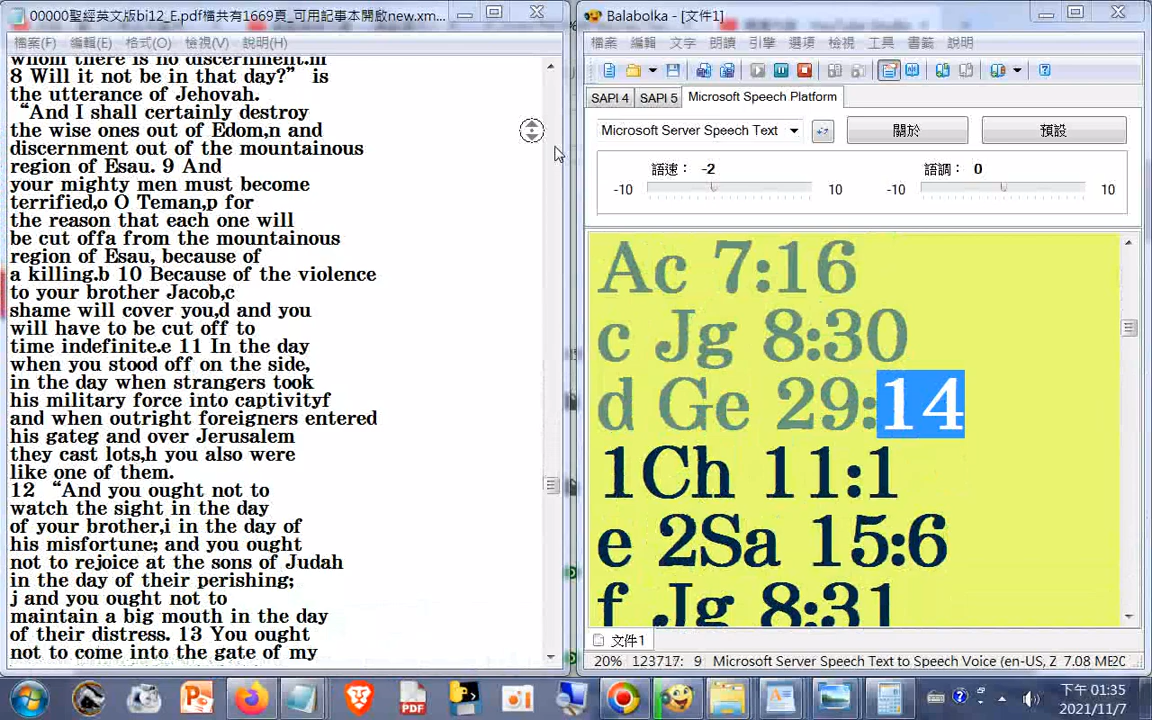 00000聖經英文版bi12_E.pdf檔共有1669頁_可用記事本開啟new.xm...
檔案(F) 編輯(E) 格式(O) 檢視(V) 說明(H)
whom there is no discernment.m
8 Will it not be in that day?” is
the utterance of Jehovah.
“And I shall certainly destroy
the wise ones out of Edom,n and
discernment out of the mountainous
region of Esau. 9 And
your mighty men must become
terrified,o O Teman,p for
the reason that each one will
be cut offa from the mountainous
region of Esau, because of
a killing.b 10 Because of the violence
to your brother Jacob,c
shame will cover you,d and you
will have to be cut off to
time indefinite.e 11 In the day
when you stood off on the side,
in the day when strangers took
his military force into captivityf
and when outright foreigners entered
his gateg and over Jerusalem
they cast lots,h you also were
like one of them.
12 “And you ought not to
watch the sight in the day
of your brother,i in the day of
his misfortune; and you ought
not to rejoice at the sons of Judah
in the day of their perishing;
j and you ought not to
maintain a big mouth in the day
of their distress. 13 You ought
not to come into the gate of my
Balabolka - [文件1]
檔案 編輯 文字 朗讀 引擎 選項 檢視 工具 書籤 說明
SAPI 4 SAPI 5 Microsoft Speech Platform
Microsoft Server Speech Text 關於 預設
語速： -2 語調： 0
-10 10 -10 10
Ac 7:16
c Jg 8:30
d Ge 29:14
1Ch 11:1
e 2Sa 15:6
f Jg 8:31
文件1
20% 123717: 9 Microsoft Server Speech Text to Speech Voice (en-US, Z 7.08 ME
PDF
下午 01:35
2021/11/7